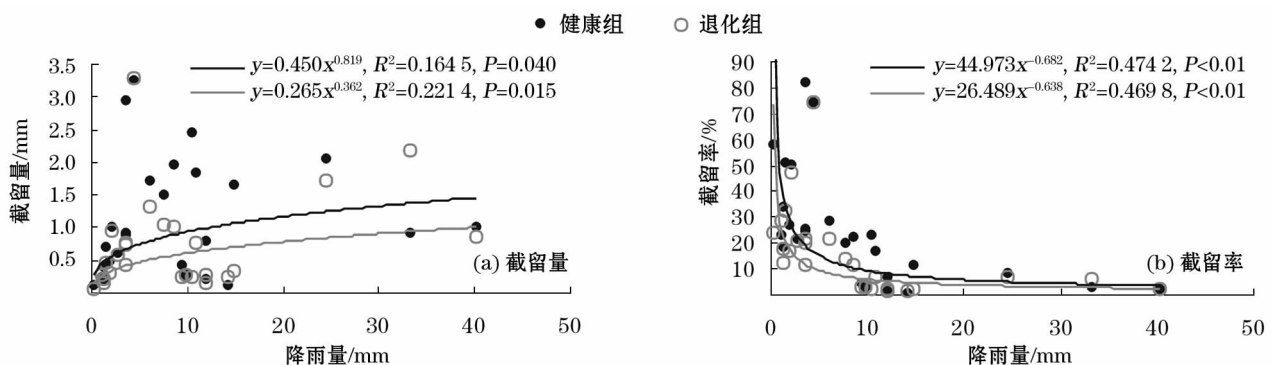 健康组 退化组
y=0.450x^0.819, R²=0.164 5, P=0.040
y=0.265x^0.362, R²=0.221 4, P=0.015
3.5
3.0
2.5
2.0
1.5
1.0
0.5
截留量/mm
(a) 截留量
0 10 20 30 40 50
降雨量/mm
y=44.973x^−0.682, R²=0.474 2, P<0.01
y=26.489x^−0.638, R²=0.469 8, P<0.01
90
80
70
60
50
40
30
20
10
截留率/%
(b) 截留率
0 10 20 30 40 50
降雨量/mm